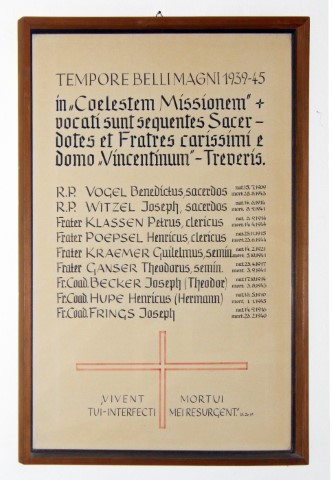 TEMPORE BELLI MAGNI 1939-45
in „Coelestem Missionem" +
vocati sunt sequentes Sacer-
dotes et Fratres carissimi e
domo „Vincentinum"-Treveris.
R.P. VOGEL Benedictus, sacerdos
R.P. WITZEL Joseph, sacerdos
Frater KLASSEN Petrus, clericus
Frater POEPSEL Henricus, clericus
Frater KRAEMER Guilelmus, semin.
Frater GANSER Theodorus, semin.
Fr.Coad. BECKER Joseph (Theodor)
Fr.Coad. HUPE Henricus (Hermann)
Fr.Coad. FRINGS Joseph
„VIVENT MORTUI
TUI-INTERFECTI MEI RESURGENT."